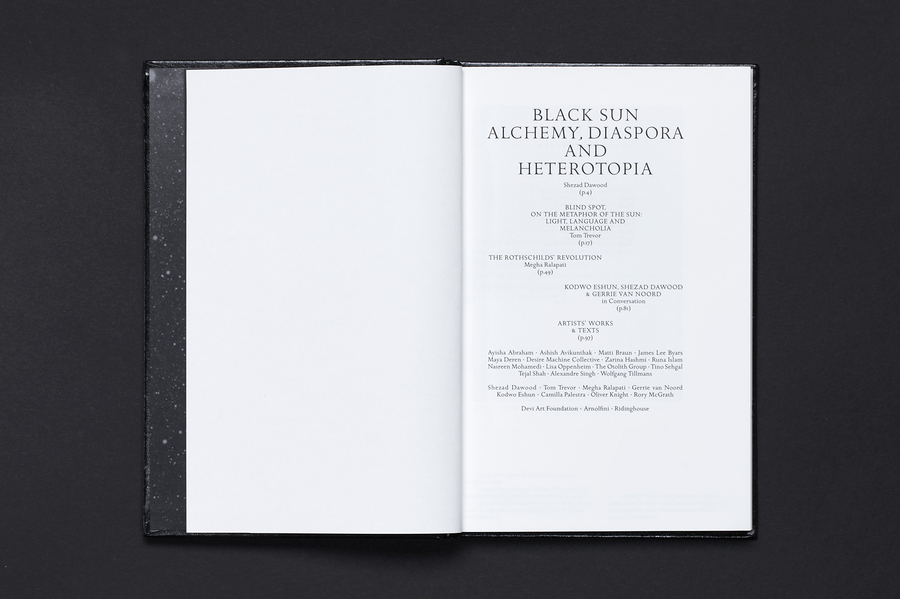 BLACK SUN
ALCHEMY, DIASPORA
AND
HETEROTOPIA
Shezad Dawood
(p.4)
BLIND SPOT,
ON THE METAPHOR OF THE SUN:
LIGHT, LANGUAGE AND
MELANCHOLIA
Tom Trevor
(p.17)
THE ROTHSCHILDS' REVOLUTION
Megha Ralapati
(p.49)
KODWO ESHUN, SHEZAD DAWOOD
& GERRIE VAN NOORD
in Conversation
(p.81)
ARTISTS' WORKS
& TEXTS
(p.97)
Ayisha Abraham · Ashish Avikunthak · Matti Braun · James Lee Byars
Maya Deren · Desire Machine Collective · Zarina Hashmi · Runa Islam
Nasreen Mohamedi · Lisa Oppenheim · The Otolith Group · Tino Sehgal
Tejal Shah · Alexandre Singh · Wolfgang Tillmans
Shezad Dawood · Tom Trevor · Megha Ralapati · Gerrie van Noord
Kodwo Eshun · Camilla Palestra · Oliver Knight · Rory McGrath
Devi Art Foundation · Arnolfini · Ridinghouse